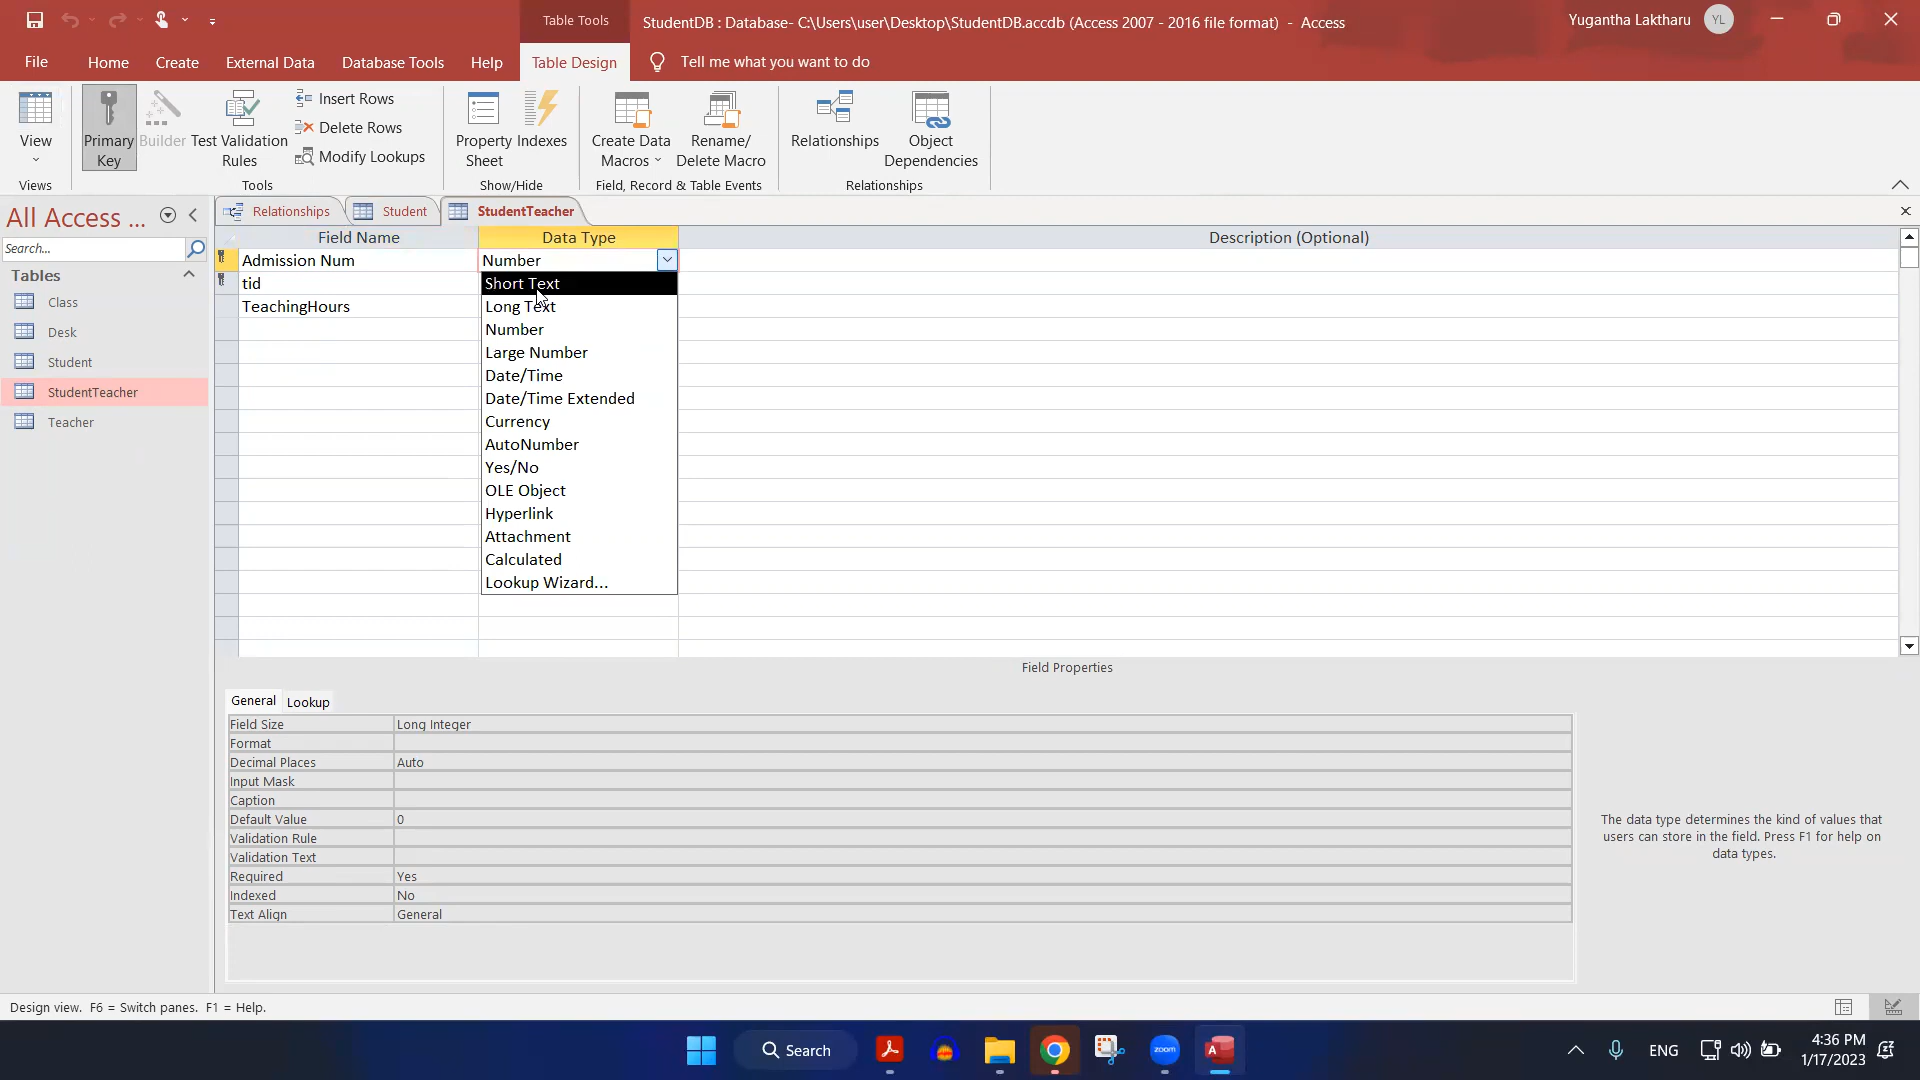 Table Tools
StudentDB : Database- C:\Users\user\Desktop\StudentDB.accdb (Access 2007 - 2016 file format) - Access
Yugantha Laktharu
YL
File
Home
Create
External Data
Database Tools
Help
Table Design
Tell me what you want to do
View
Primary
Key
Builder
Test Validation
Rules
Insert Rows
Delete Rows
Modify Lookups
Property
Sheet
Indexes
Create Data
Macros
Rename/
Delete Macro
Relationships
Object
Dependencies
Views
Tools
Show/Hide
Field, Record & Table Events
Relationships
All Access ...
Search...
Tables
Class
Desk
Student
StudentTeacher
Teacher
Relationships
Student
StudentTeacher
Field Name
Data Type
Description (Optional)
Admission Num
Number
tid
TeachingHours
Short Text
Long Text
Number
Large Number
Date/Time
Date/Time Extended
Currency
AutoNumber
Yes/No
OLE Object
Hyperlink
Attachment
Calculated
Lookup Wizard...
Field Properties
General
Lookup
Field Size Long Integer
Format
Decimal Places Auto
Input Mask
Caption
Default Value 0
Validation Rule
Validation Text
Required Yes
Indexed No
Text Align General
The data type determines the kind of values that
users can store in the field. Press F1 for help on
data types.
Design view. F6 = Switch panes. F1 = Help.
Search
zoom
ENG
4:36 PM
1/17/2023